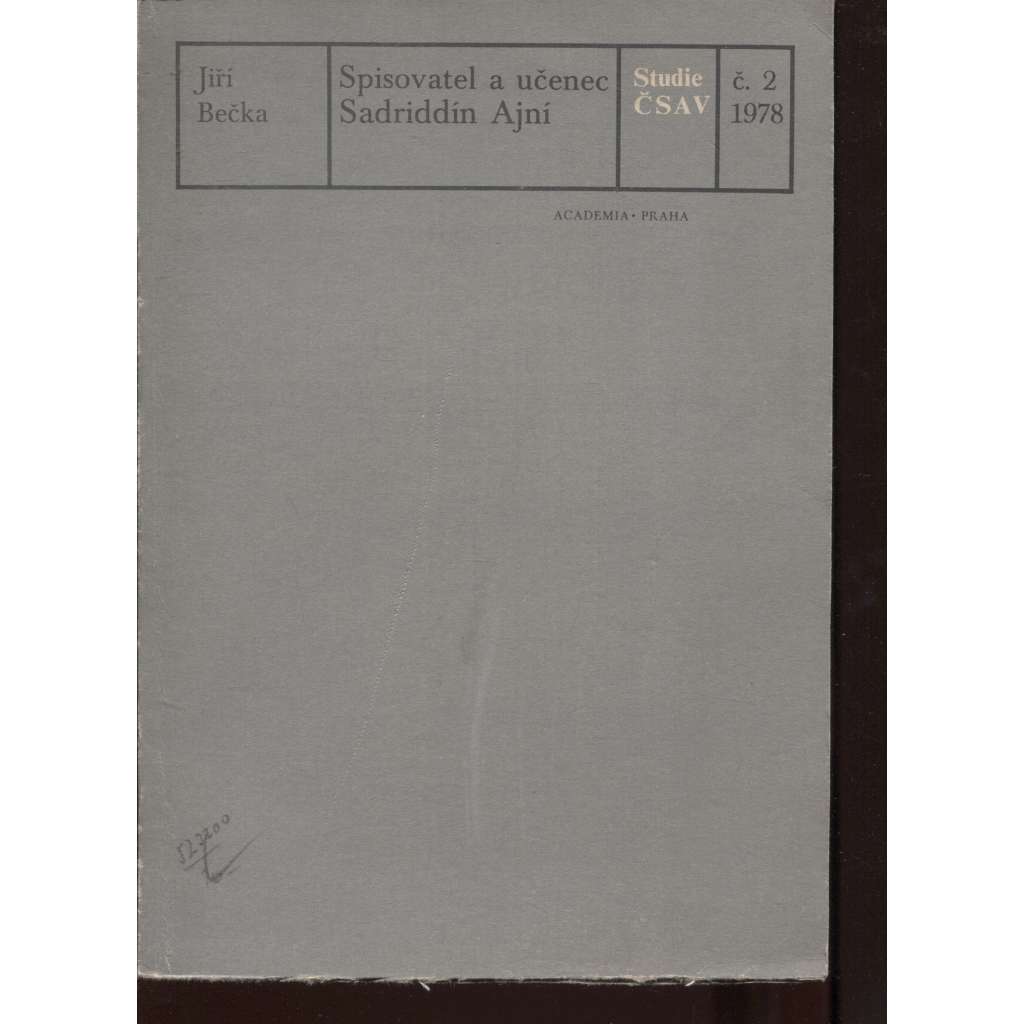 Jiří
Bečka
Spisovatel a učenec
Sadriddín Ajní
Studie
ČSAV
č. 2
1978
ACADEMIA • PRAHA